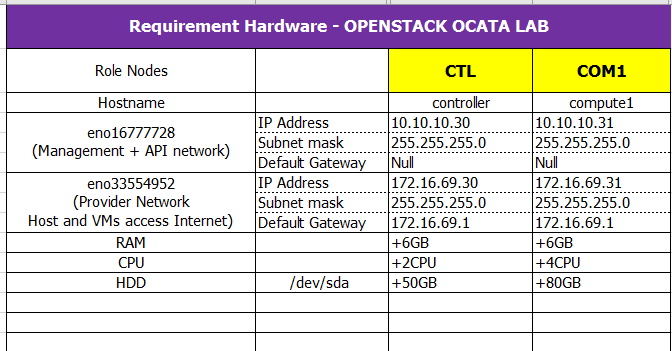 Requirement Hardware - OPENSTACK OCATA LAB
Role Nodes CTL COM1
Hostname controller compute1
eno16777728
(Management + API network)
IP Address 10.10.10.30 10.10.10.31
Subnet mask 255.255.255.0 255.255.255.0
Default Gateway Null Null
eno33554952
(Provider Network
Host and VMs access Internet)
IP Address 172.16.69.30 172.16.69.31
Subnet mask 255.255.255.0 255.255.255.0
Default Gateway 172.16.69.1 172.16.69.1
RAM +6GB +6GB
CPU +2CPU +4CPU
HDD /dev/sda +50GB +80GB